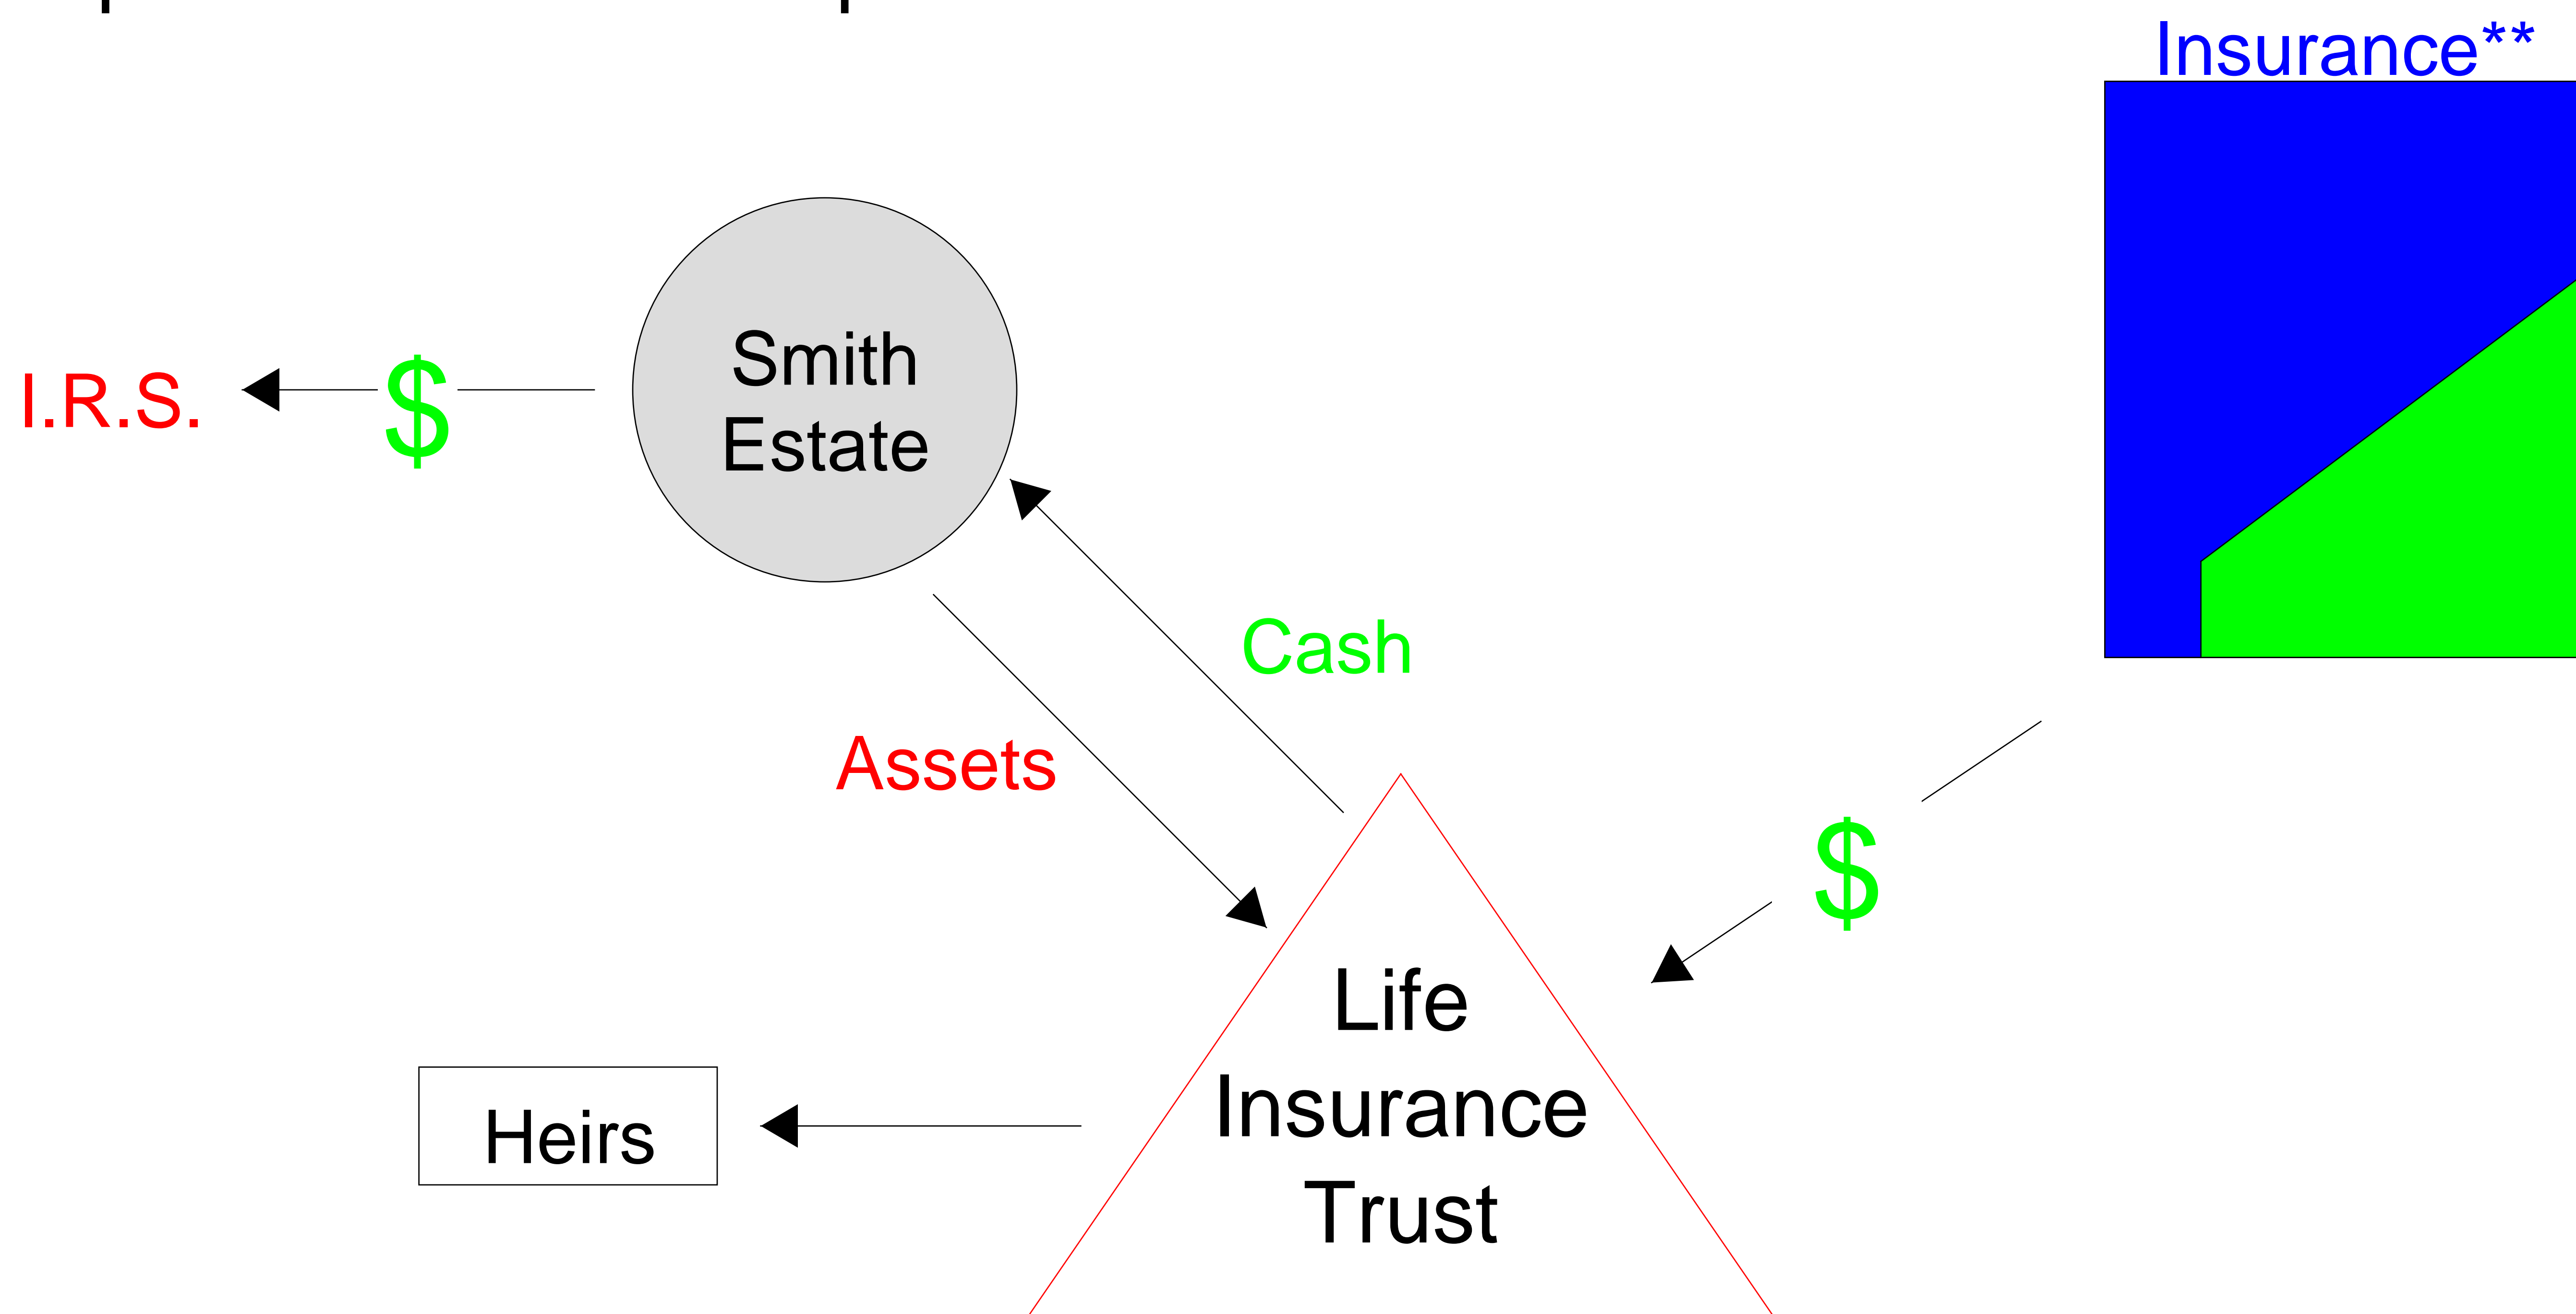 Insurance**
Smith
Estate
I.R.S.
$
Cash
Assets
$
Life
Insurance
Trust
Heirs